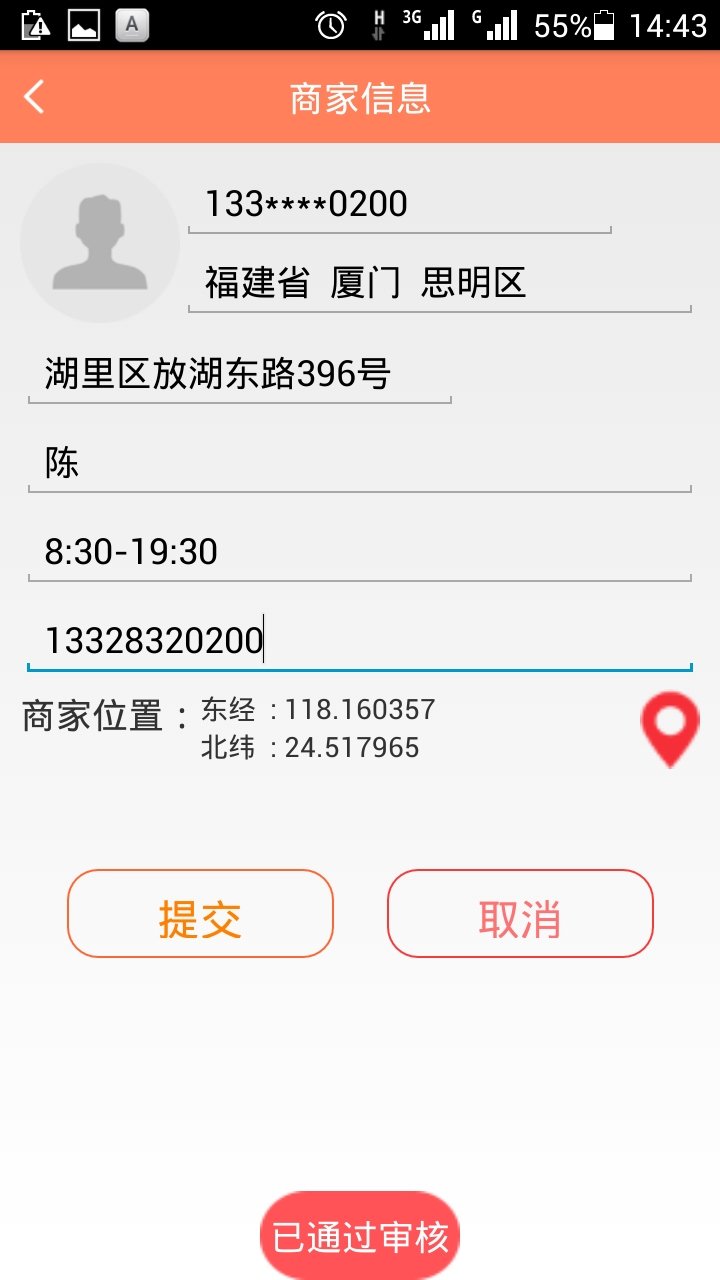 A H 3G G 55% 14:43
商家信息
133****0200
福建省 厦门 思明区
湖里区放湖东路396号
陈
8:30-19:30
13328320200
商家位置：东经 : 118.160357
北纬 : 24.517965
提交 取消
已通过审核